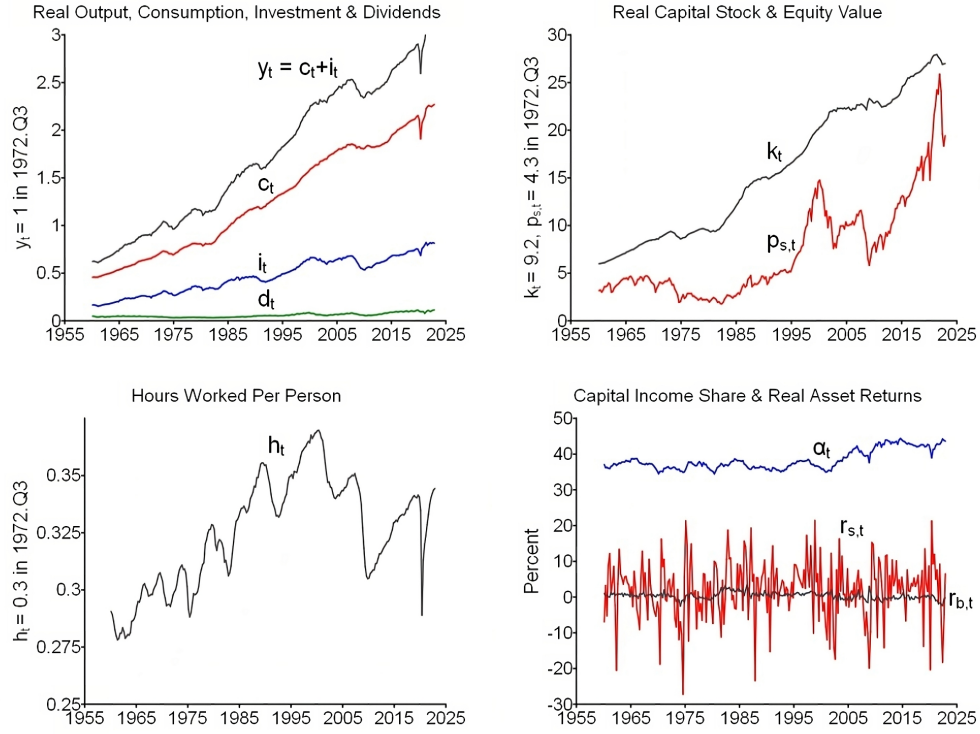 Real Output, Consumption, Investment & Dividends
yₜ = 1 in 1972.Q3
3
2.5
2
1.5
1
0.5
0
yₜ = cₜ+iₜ
cₜ
iₜ
dₜ
1955 1965 1975 1985 1995 2005 2015 2025
Real Capital Stock & Equity Value
kₜ = 9.2, pₛ,ₜ = 4.3 in 1972.Q3
30
25
20
15
10
5
0
kₜ
pₛ,ₜ
1955 1965 1975 1985 1995 2005 2015 2025
Hours Worked Per Person
hₜ = 0.3 in 1972.Q3
0.35
0.325
0.3
0.275
0.25
hₜ
1955 1965 1975 1985 1995 2005 2015 2025
Capital Income Share & Real Asset Returns
Percent
50
40
30
20
10
0
-10
-20
-30
αₜ
rₛ,ₜ
r_b,t
1955 1965 1975 1985 1995 2005 2015 2025